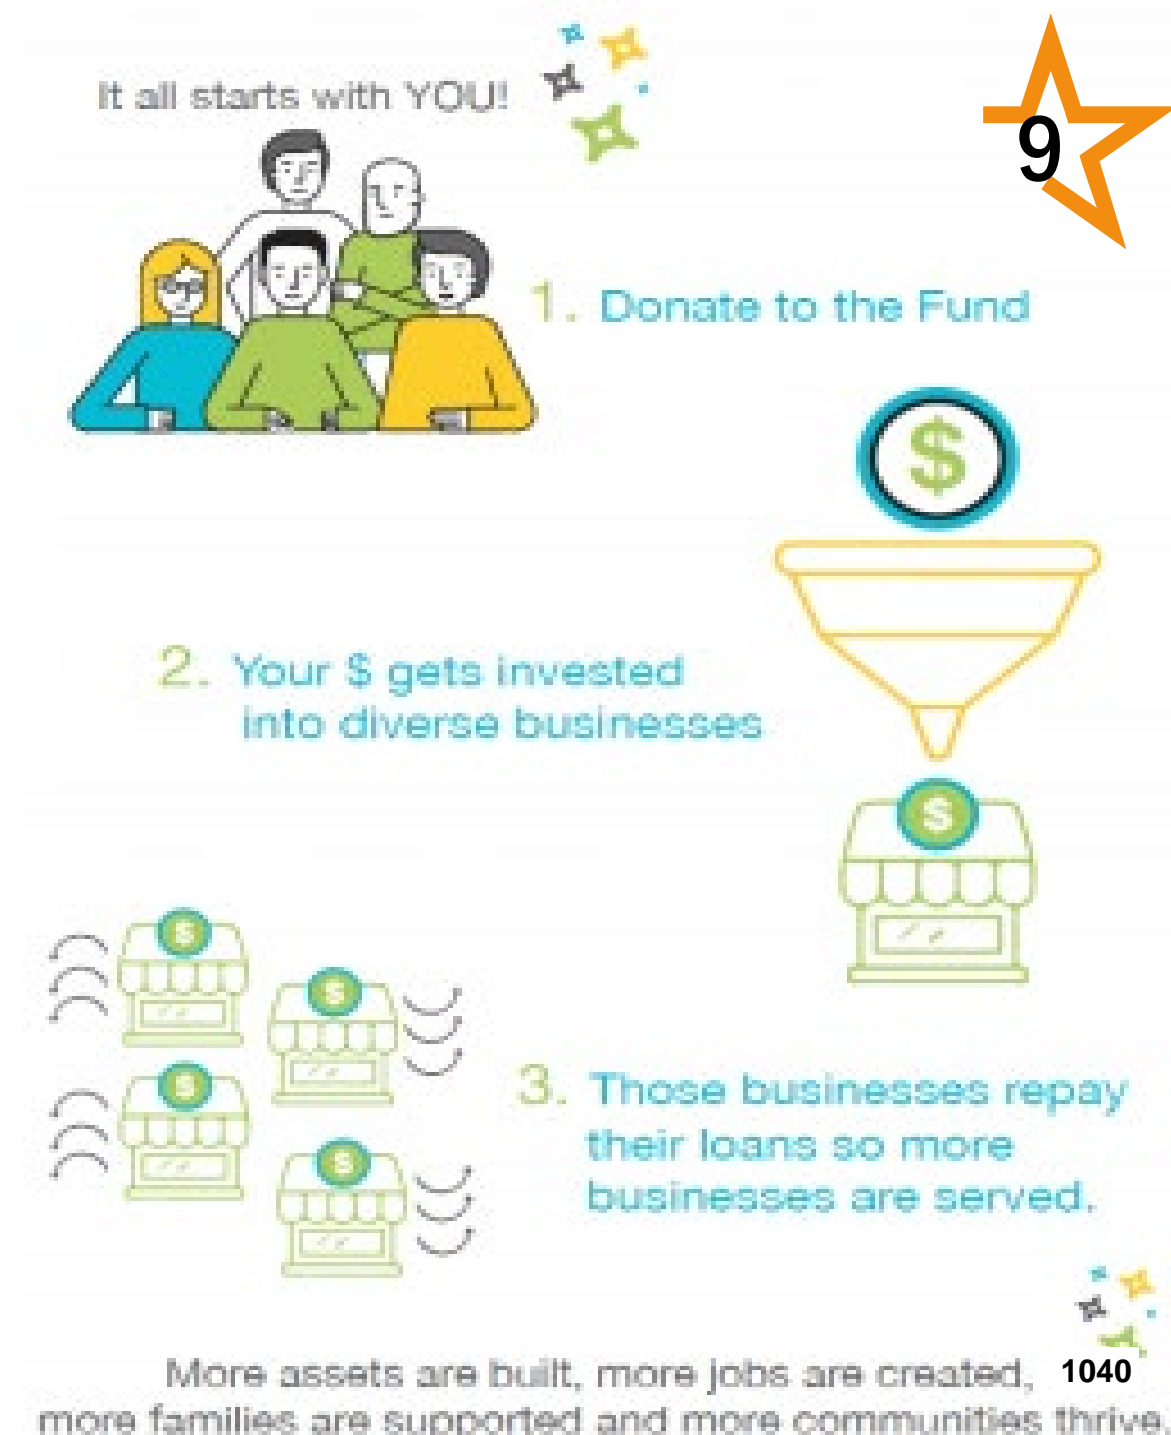 It all starts with YOU!
9
1. Donate to the Fund
$
2. Your $ gets invested
into diverse businesses
$
$
$
$
$
3. Those businesses repay
their loans so more
businesses are served.
More assets are built, more jobs are created,
1040
more families are supported and more communities thrive.